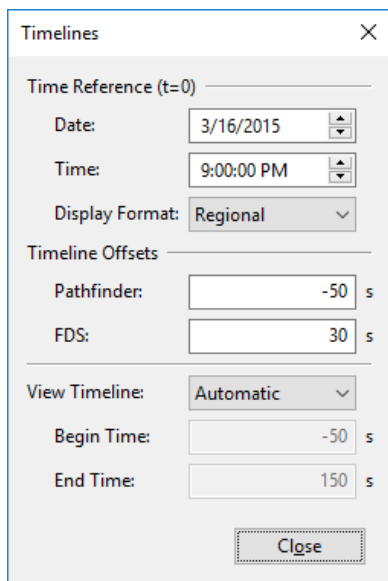 Timelines
Time Reference (t=0)
Date: 3/16/2015
Time: 9:00:00 PM
Display Format: Regional
Timeline Offsets
Pathfinder: -50 s
FDS: 30 s
View Timeline: Automatic
Begin Time: -50 s
End Time: 150 s
Close